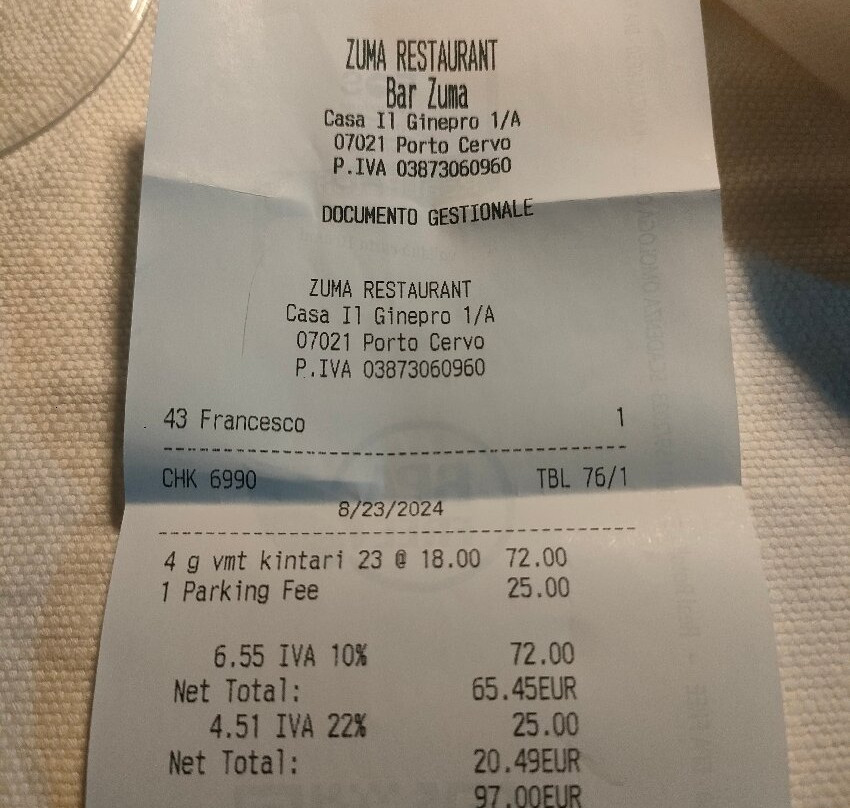 ZUMA RESTAURANT
Bar Zuma
Casa Il Ginepro 1/A
07021 Porto Cervo
P.IVA 03873060960
DOCUMENTO GESTIONALE
ZUMA RESTAURANT
Casa Il Ginepro 1/A
07021 Porto Cervo
P.IVA 03873060960
43 Francesco 1
CHK 6990 TBL 76/1
8/23/2024
4 g vmt kintari 23 @ 18.00 72.00
1 Parking Fee 25.00
6.55 IVA 10% 72.00
Net Total: 65.45EUR
4.51 IVA 22% 25.00
Net Total: 20.49EUR
97.00EUR